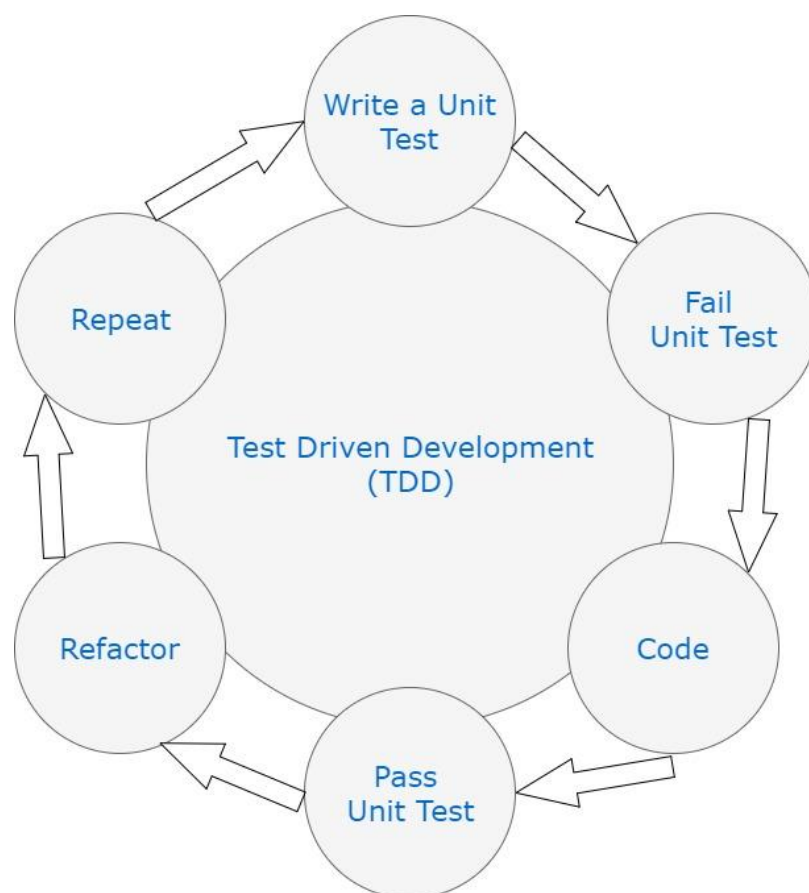 Write a Unit
Test
Fail
Unit Test
Code
Pass
Unit Test
Refactor
Repeat
Test Driven Development
(TDD)